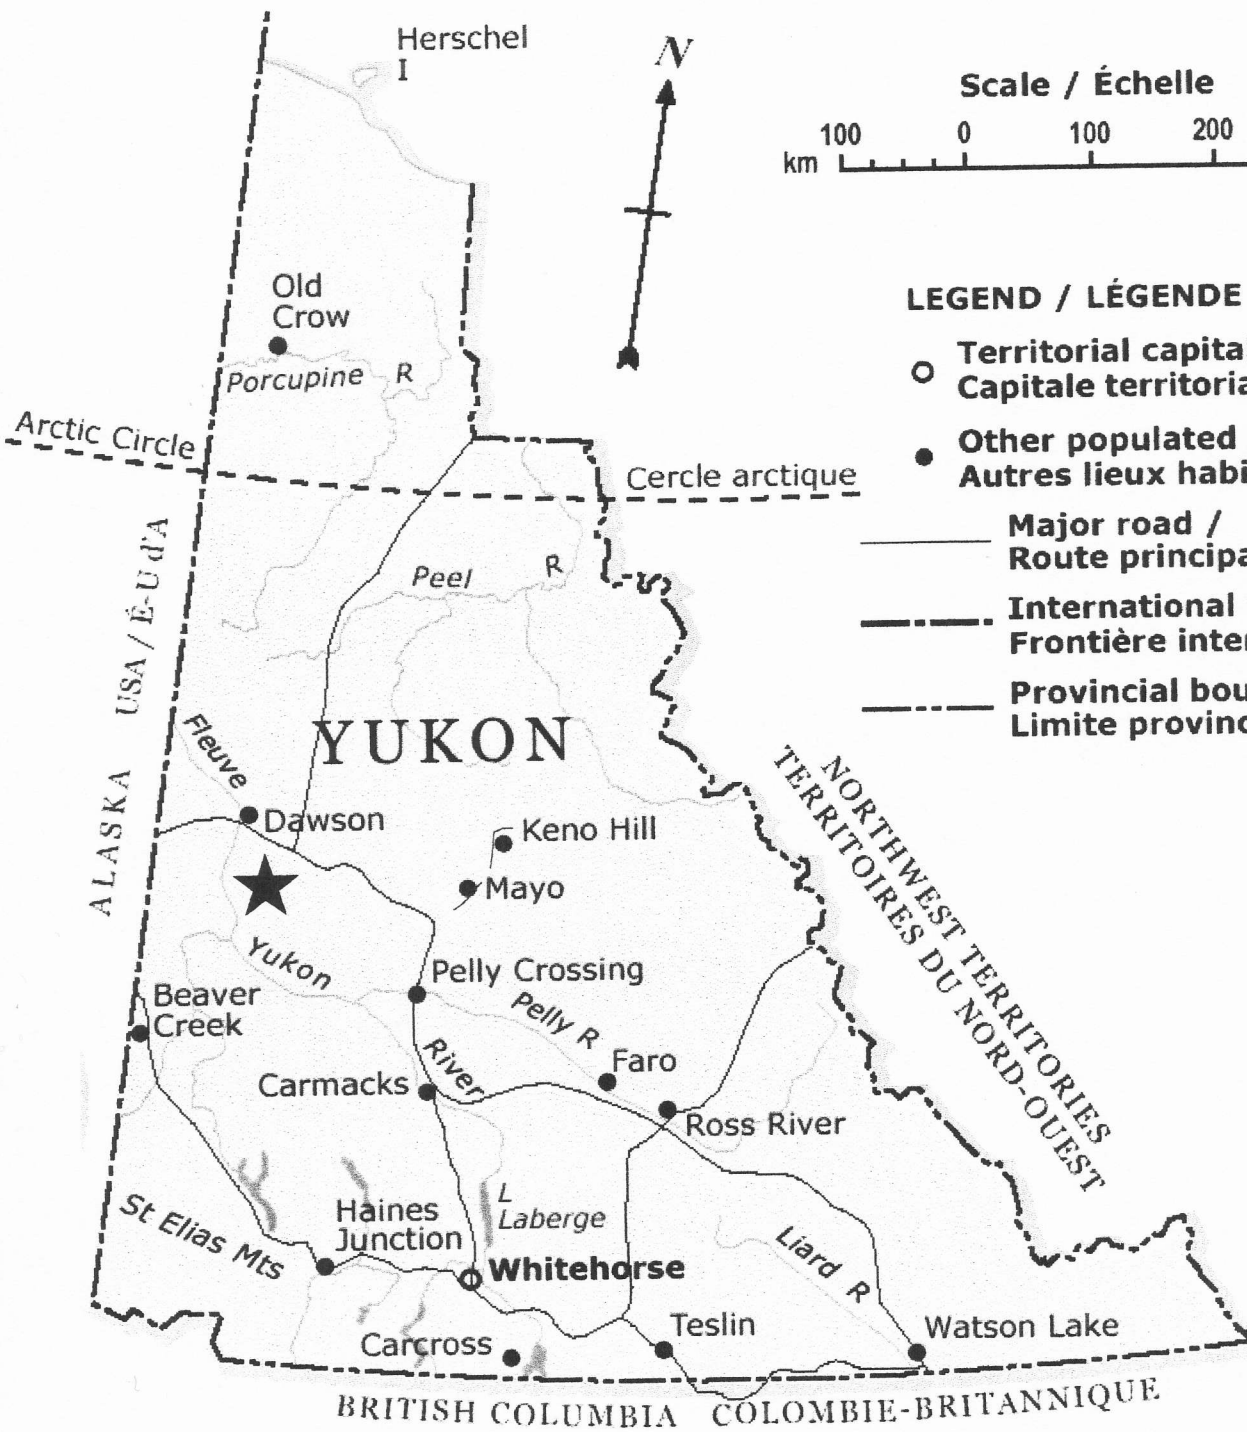 Herschel
I
N
Scale / Échelle
100 0 100 200
km
Old
Crow
Porcupine R
LEGEND / LÉGENDE
Territorial capita
Capitale territoria
Other populated
Autres lieux habi
Major road /
Route principa
International
Frontière inter
Provincial bou
Limite provinc
Arctic Circle
Cercle arctique
Peel R
ALASKA USA / É-U d'A
YUKON
Fleuve
Dawson
Keno Hill
Mayo
NORTHWEST TERRITORIES
TERRITOIRES DU NORD-OUEST
Yukon
River
Pelly Crossing
Pelly R
Beaver
Creek
Faro
Carmacks
Ross River
St Elias Mts
Haines
Junction
L
Laberge
Whitehorse
Liard R
Carcross
Teslin
Watson Lake
BRITISH COLUMBIA COLOMBIE-BRITANNIQUE